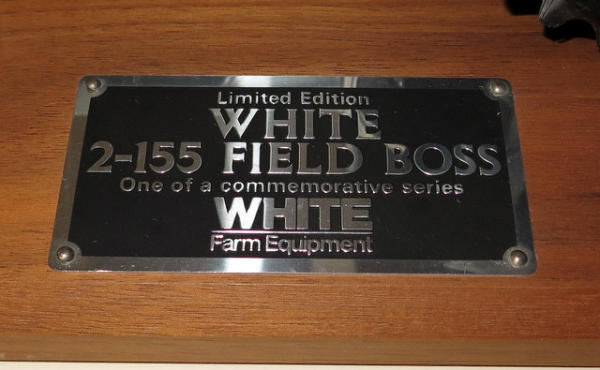 Limited Edition
WHITE
2-155 FIELD BOSS
One of a commemorative series
WHITE
Farm Equipment